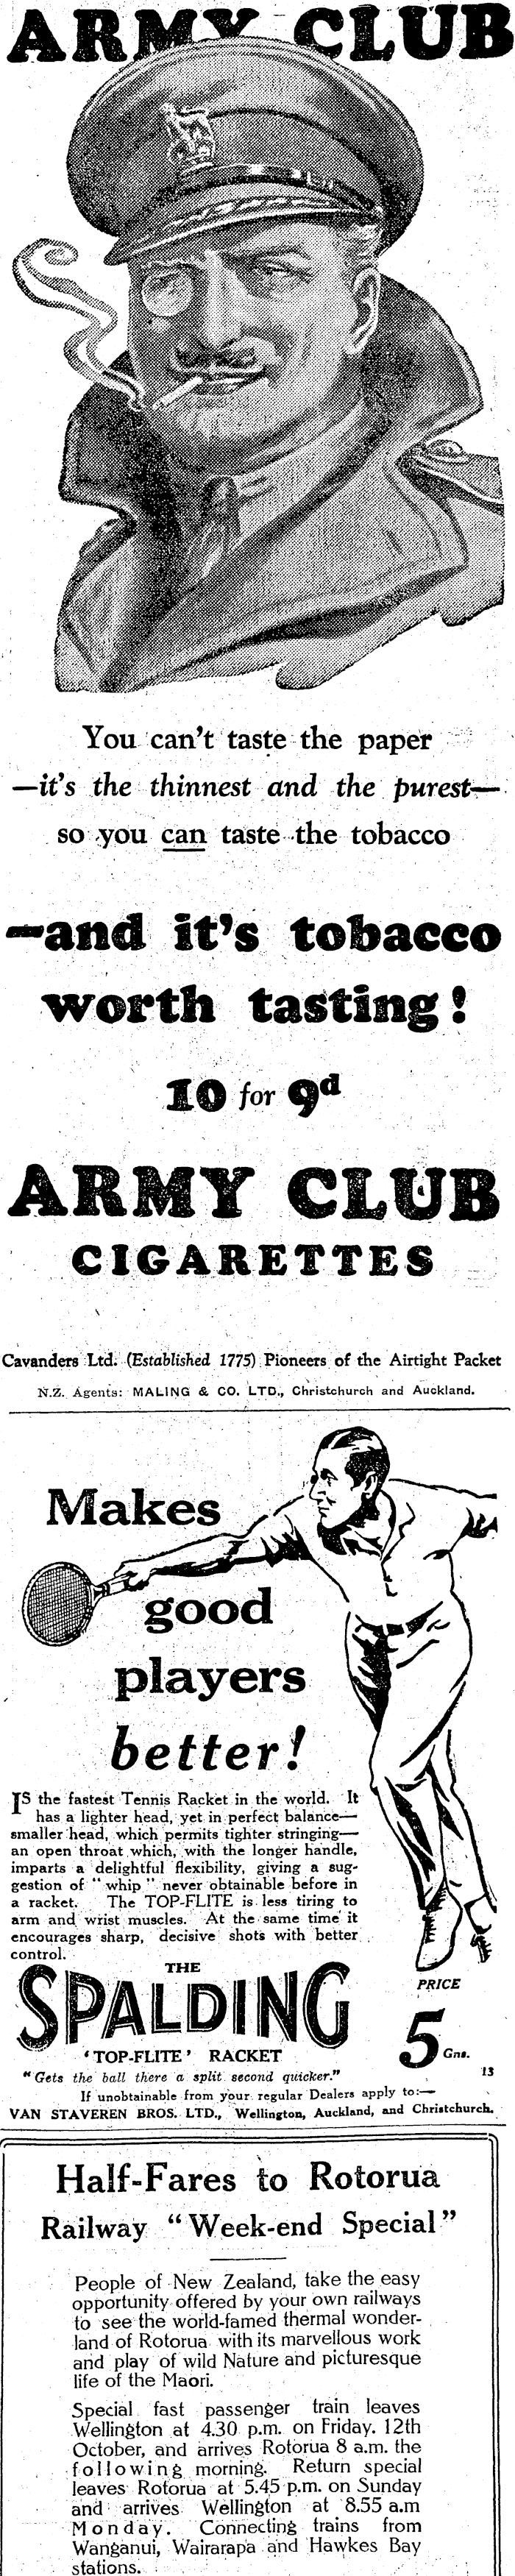 ARMY CLUB
You can't taste the paper
—it's the thinnest and the purest—
so you can taste the tobacco
—and it's tobacco
worth tasting!
10 for 9d
ARMY CLUB
CIGARETTES
Cavanders Ltd. (Established 1775) Pioneers of the Airtight Packet
N.Z. Agents: MALING & CO. LTD., Christchurch and Auckland.
Makes
good
players
better!
IS the fastest Tennis Racket in the world. It
has a lighter head, yet in perfect balance—
smaller head, which permits tighter stringing—
an open throat which, with the longer handle,
imparts a delightful flexibility, giving a sug-
gestion of "whip" never obtainable before in
a racket. The TOP-FLITE is less tiring to
arm and wrist muscles. At the same time it
encourages sharp, decisive shots with better
control.
THE
SPALDING
'TOP-FLITE' RACKET
"Gets the ball there a split second quicker."
PRICE
5 Gns.
13
If unobtainable from your regular Dealers apply to:—
VAN STAVEREN BROS. LTD., Wellington, Auckland, and Christchurch.
Half-Fares to Rotorua
Railway "Week-end Special"
People of New Zealand, take the easy
opportunity offered by your own railways
to see the world-famed thermal wonder-
land of Rotorua with its marvellous work
and play of wild Nature and picturesque
life of the Maori.
Special fast passenger train leaves
Wellington at 4.30 p.m. on Friday. 12th
October, and arrives Rotorua 8 a.m. the
following morning. Return special
leaves Rotorua at 5.45 p.m. on Sunday
and arrives Wellington at 8.55 a.m
Monday. Connecting trains from
Wanganui, Wairarapa and Hawkes Bay
stations.